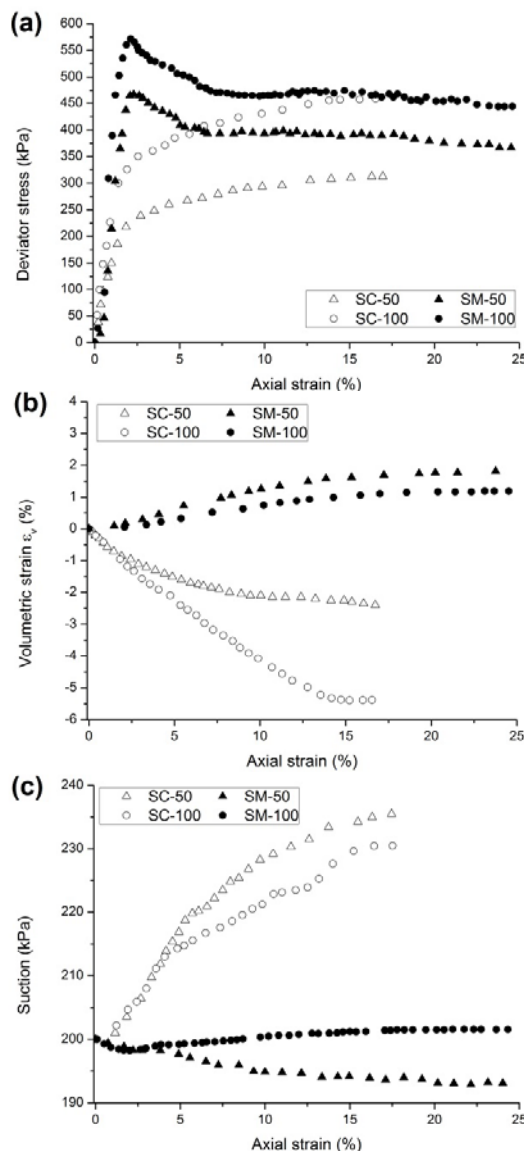 (a)
600
550
500
450
400
350
300
250
200
150
100
50
0
Deviator stress (kPa)
SC-50 SM-50
SC-100 SM-100
0 5 10 15 20 25
Axial strain (%)
(b)
SC-50 SM-50
SC-100 SM-100
4
3
2
1
0
-1
-2
-3
-4
-5
-6
Volumetric strain εv (%)
0 5 10 15 20 25
Axial strain (%)
(c)
240
230
220
210
200
190
Suction (kPa)
SC-50 SM-50
SC-100 SM-100
0 5 10 15 20 25
Axial strain (%)